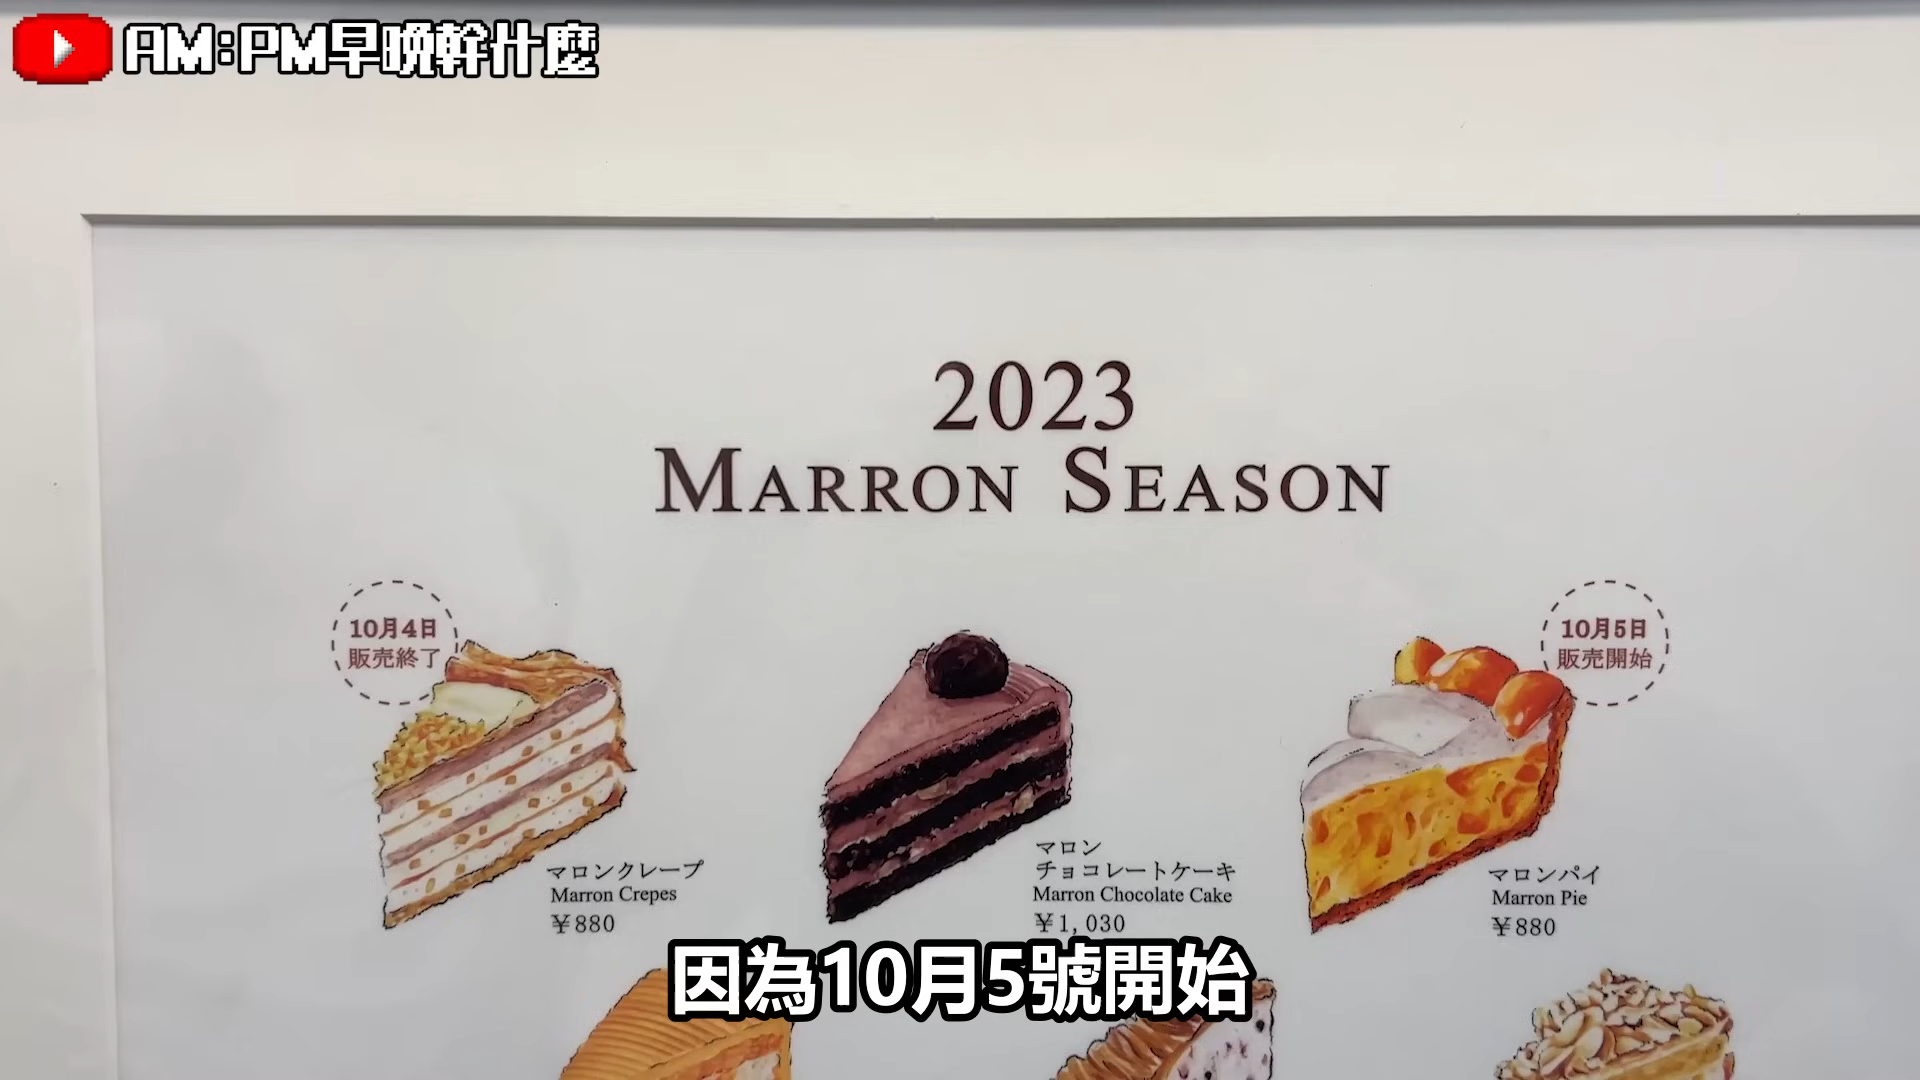 AM:PM早晚幹什麼
2023
MARRON SEASON
10月4日
販売終了
10月5日
販売開始
マロンクレープ
Marron Crepes
¥880
マロン
チョコレートケーキ
Marron Chocolate Cake
¥1,030
マロンパイ
Marron Pie
¥880
因為10月5號開始